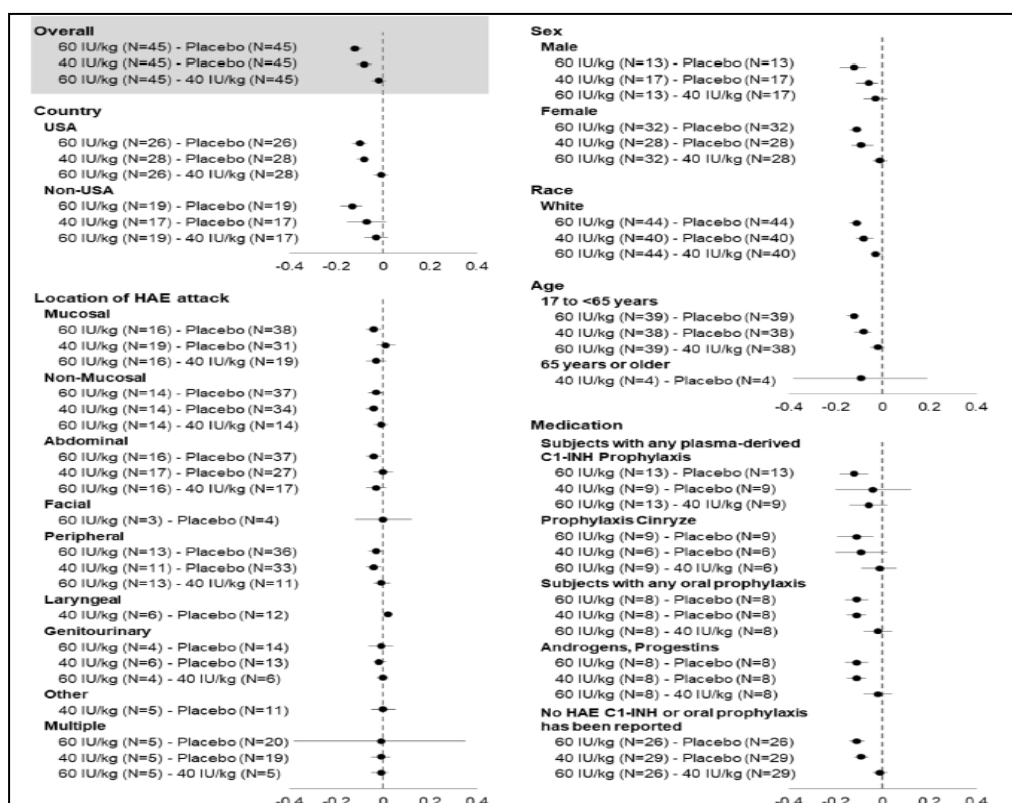 Overall
60 IU/kg (N=45) - Placebo (N=45)
40 IU/kg (N=45) - Placebo (N=45)
60 IU/kg (N=45) - 40 IU/kg (N=45)
Country
USA
60 IU/kg (N=26) - Placebo (N=26)
40 IU/kg (N=28) - Placebo (N=28)
60 IU/kg (N=26) - 40 IU/kg (N=28)
Non-USA
60 IU/kg (N=19) - Placebo (N=19)
40 IU/kg (N=17) - Placebo (N=17)
60 IU/kg (N=19) - 40 IU/kg (N=17)
-0.4 -0.2 0 0.2 0.4
Location of HAE attack
Mucosal
60 IU/kg (N=16) - Placebo (N=38)
40 IU/kg (N=19) - Placebo (N=31)
60 IU/kg (N=16) - 40 IU/kg (N=19)
Non-Mucosal
60 IU/kg (N=14) - Placebo (N=37)
40 IU/kg (N=14) - Placebo (N=34)
60 IU/kg (N=14) - 40 IU/kg (N=14)
Abdominal
60 IU/kg (N=16) - Placebo (N=37)
40 IU/kg (N=17) - Placebo (N=27)
60 IU/kg (N=16) - 40 IU/kg (N=17)
Facial
60 IU/kg (N=3) - Placebo (N=4)
Peripheral
60 IU/kg (N=13) - Placebo (N=36)
40 IU/kg (N=11) - Placebo (N=33)
60 IU/kg (N=13) - 40 IU/kg (N=11)
Laryngeal
40 IU/kg (N=6) - Placebo (N=12)
Genitourinary
60 IU/kg (N=4) - Placebo (N=14)
40 IU/kg (N=6) - Placebo (N=13)
60 IU/kg (N=4) - 40 IU/kg (N=6)
Other
40 IU/kg (N=5) - Placebo (N=11)
Multiple
60 IU/kg (N=5) - Placebo (N=20)
40 IU/kg (N=5) - Placebo (N=19)
60 IU/kg (N=5) - 40 IU/kg (N=5)
-0.4 -0.2 0 0.2 0.4
Sex
Male
60 IU/kg (N=13) - Placebo (N=13)
40 IU/kg (N=17) - Placebo (N=17)
60 IU/kg (N=13) - 40 IU/kg (N=17)
Female
60 IU/kg (N=32) - Placebo (N=32)
40 IU/kg (N=28) - Placebo (N=28)
60 IU/kg (N=32) - 40 IU/kg (N=28)
Race
White
60 IU/kg (N=44) - Placebo (N=44)
40 IU/kg (N=40) - Placebo (N=40)
60 IU/kg (N=44) - 40 IU/kg (N=40)
Age
17 to <65 years
60 IU/kg (N=39) - Placebo (N=39)
40 IU/kg (N=38) - Placebo (N=38)
60 IU/kg (N=39) - 40 IU/kg (N=38)
65 years or older
40 IU/kg (N=4) - Placebo (N=4)
-0.4 -0.2 0 0.2 0.4
Medication
Subjects with any plasma-derived
C1-INH Prophylaxis
60 IU/kg (N=13) - Placebo (N=13)
40 IU/kg (N=9) - Placebo (N=9)
60 IU/kg (N=13) - 40 IU/kg (N=9)
Prophylaxis Cinryze
60 IU/kg (N=9) - Placebo (N=9)
40 IU/kg (N=6) - Placebo (N=6)
60 IU/kg (N=9) - 40 IU/kg (N=6)
Subjects with any oral prophylaxis
60 IU/kg (N=8) - Placebo (N=8)
40 IU/kg (N=8) - Placebo (N=8)
60 IU/kg (N=8) - 40 IU/kg (N=8)
Androgens, Progestins
60 IU/kg (N=8) - Placebo (N=8)
40 IU/kg (N=8) - Placebo (N=8)
60 IU/kg (N=8) - 40 IU/kg (N=8)
No HAE C1-INH or oral prophylaxis
has been reported
60 IU/kg (N=26) - Placebo (N=26)
40 IU/kg (N=29) - Placebo (N=29)
60 IU/kg (N=26) - 40 IU/kg (N=29)
-0.4 -0.2 0 0.2 0.4